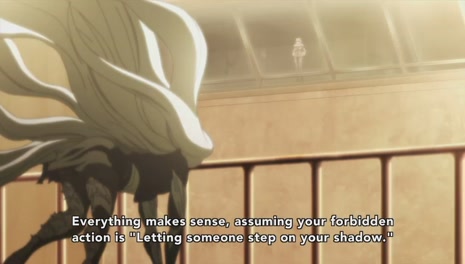 Everything makes sense, assuming your forbidden
action is "Letting someone step on your shadow."